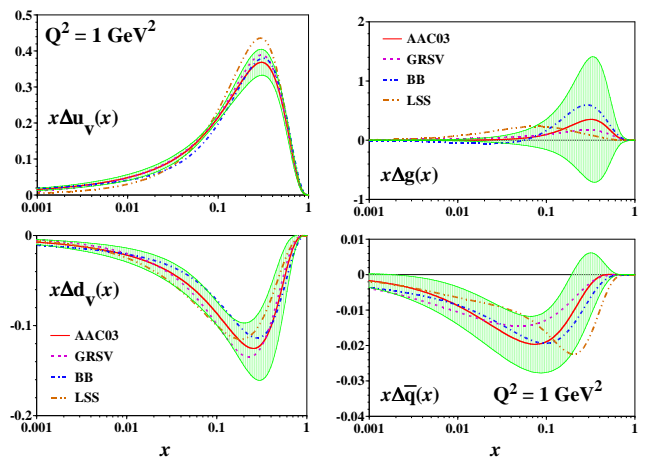 Q² = 1 GeV²
xΔu_v(x)
0.5
0.4
0.3
0.2
0.1
0
0.001 0.01 0.1 1
AAC03
GRSV
BB
LSS
xΔg(x)
2
1
0
-1
0.001 0.01 0.1 1
xΔd_v(x)
AAC03
GRSV
BB
LSS
0
-0.1
-0.2
0.001 0.01 0.1 1
x
0.01
0
-0.01
-0.02
-0.03
-0.04
xΔq̅(x) Q² = 1 GeV²
0.001 0.01 0.1 1
x